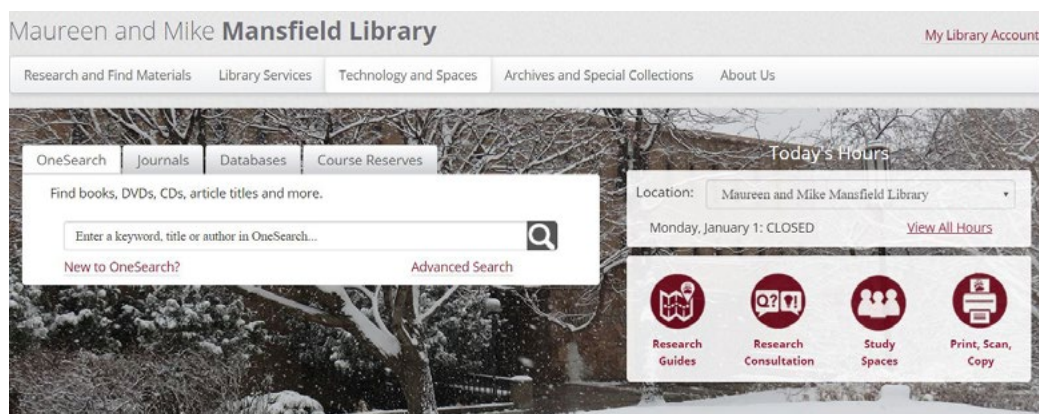 Maureen and Mike Mansfield Library
My Library Account
Research and Find Materials
Library Services
Technology and Spaces
Archives and Special Collections
About Us
OneSearch
Journals
Databases
Course Reserves
Find books, DVDs, CDs, article titles and more.
Enter a keyword, title or author in OneSearch...
New to OneSearch?
Advanced Search
Today's Hours
Location:
Maureen and Mike Mansfield Library
Monday, January 1: CLOSED
View All Hours
Q? !
Research
Guides
Research
Consultation
Study
Spaces
Print, Scan,
Copy